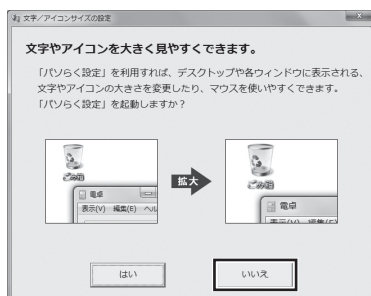 文字／アイコンサイズの設定
文字やアイコンを大きく見やすくできます。
「パソらく設定」を利用すれば、デスクトップや各ウィンドウに表示される、
文字やアイコンの大きさを変更したり、マウスを使いやすくできます。
「パソらく設定」を起動しますか？
ごみ箱
電卓
表示(V) 編集(E) ヘル
拡大
ごみ箱
電卓
表示(V) 編集(E)
はい
いいえ